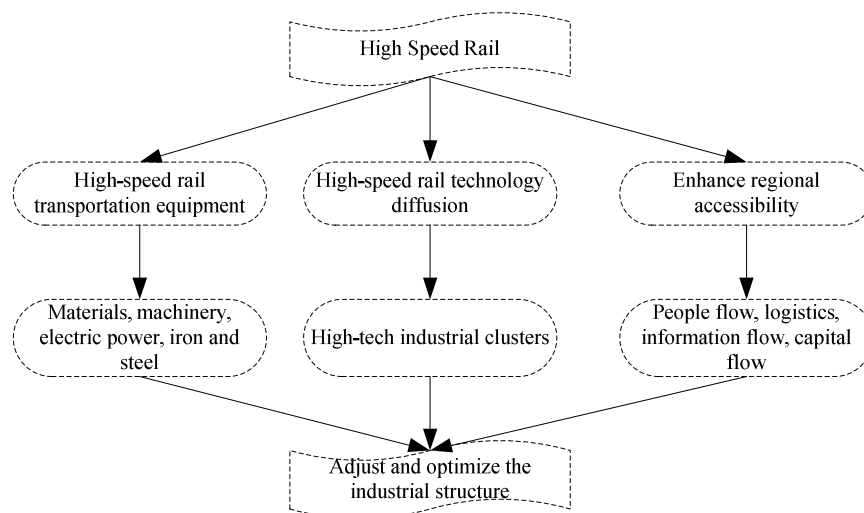 High Speed Rail
High-speed rail
transportation equipment
High-speed rail technology
diffusion
Enhance regional
accessibility
Materials, machinery,
electric power, iron and
steel
High-tech industrial clusters
People flow, logistics,
information flow, capital
flow
Adjust and optimize the
industrial structure